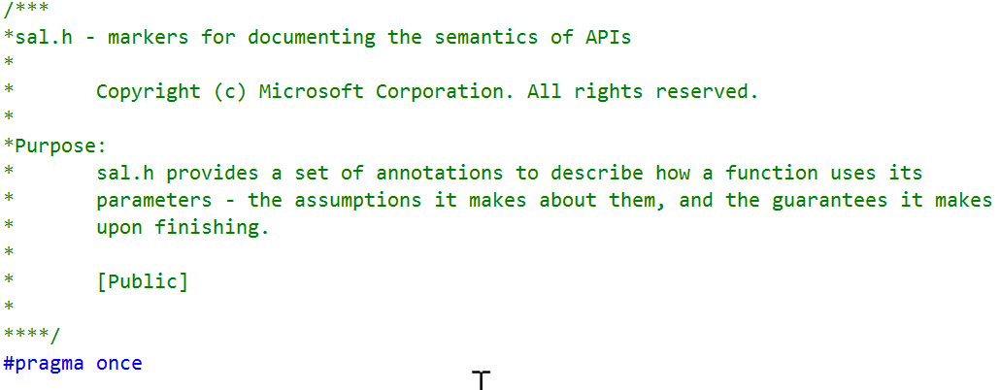 /***
*sal.h - markers for documenting the semantics of APIs
*
*       Copyright (c) Microsoft Corporation. All rights reserved.
*
*Purpose:
*       sal.h provides a set of annotations to describe how a function uses its
*       parameters - the assumptions it makes about them, and the guarantees it makes
*       upon finishing.
*
*       [Public]
*
****/
#pragma once